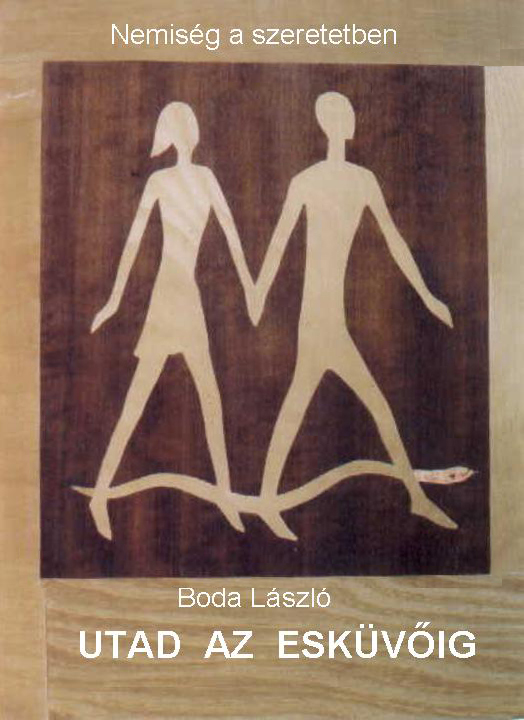 Nemiség a szeretetben
Boda László
UTAD AZ ESKÜVŐIG